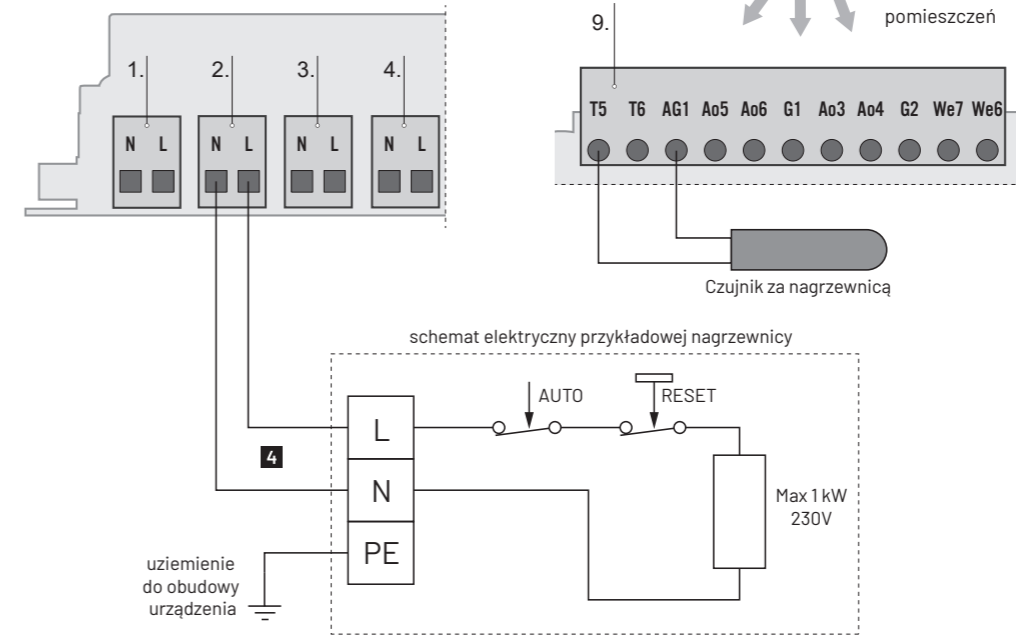 9.
pomieszczeń
1.
2.
3.
4.
N L
N L
N L
N L
T5 T6 AG1 Ao5 Ao6 G1 Ao3 Ao4 G2 We7 We6
Czujnik za nagrzewnicą
schemat elektryczny przykładowej nagrzewnicy
AUTO
RESET
L
4
N
Max 1 kW
230V
PE
uziemienie
do obudowy
urządzenia